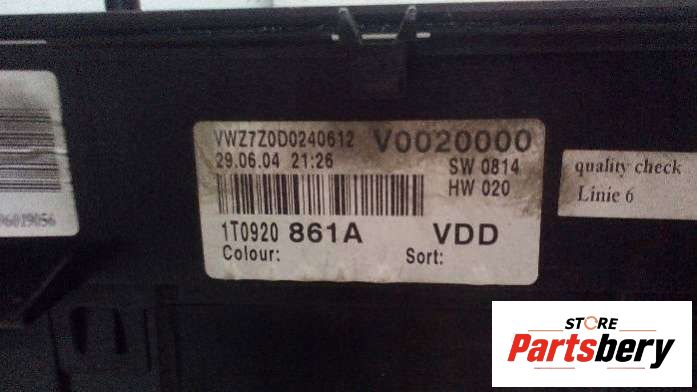 VWZ7Z0D0240612 V0020000
29.06.04 21:26 SW 0814
HW 020
1T0920 861A VDD
Colour: Sort:
quality check
Linie 6
STORE
Partsbery